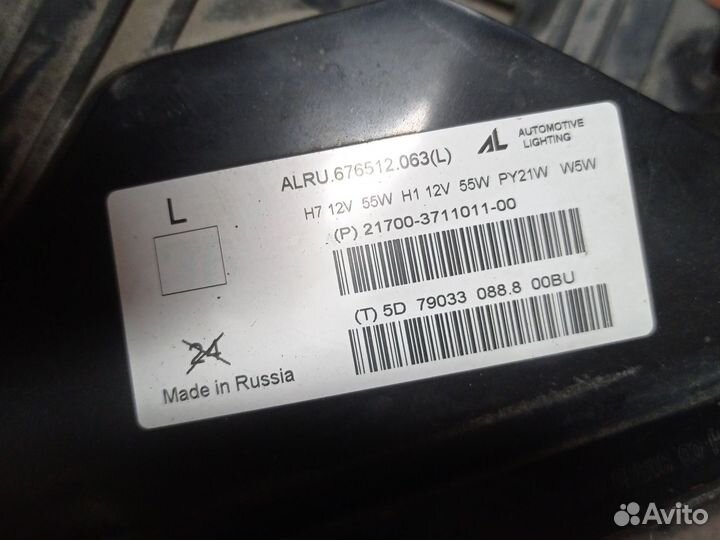 ALRU.676512.063(L)
AL AUTOMOTIVE
LIGHTING
L
H7 12V 55W H1 12V 55W PY21W W5W
(P) 21700-3711011-00
(T) 5D 79033 088.8 00BU
24
Made in Russia
Avito